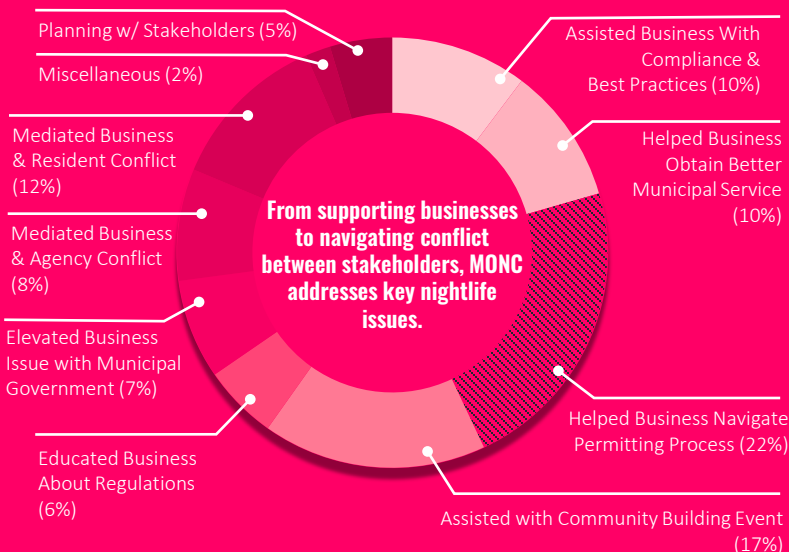 Planning w/ Stakeholders (5%)
Miscellaneous (2%)
Mediated Business
& Resident Conflict
(12%)
Mediated Business
& Agency Conflict
(8%)
Elevated Business
Issue with Municipal
Government (7%)
Educated Business
About Regulations
(6%)
From supporting businesses
to navigating conflict
between stakeholders, MONC
addresses key nightlife
issues.
Assisted Business With
Compliance &
Best Practices (10%)
Helped Business
Obtain Better
Municipal Service
(10%)
Helped Business Navigate
Permitting Process (22%)
Assisted with Community Building Event
(17%)